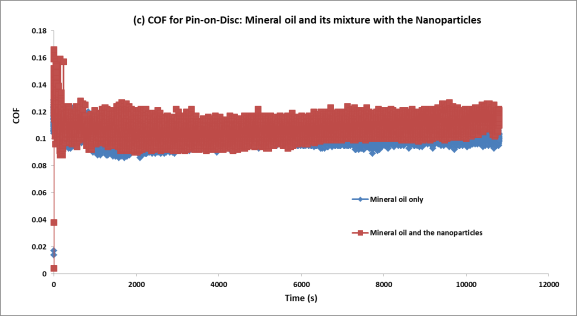 (c) COF for Pin-on-Disc: Mineral oil and its mixture with the Nanoparticles
0.18
0.16
0.14
0.12
0.1
0.08
0.06
0.04
0.02
0
COF
0 2000 4000 6000 8000 10000 12000
Time (s)
Mineral oil only
Mineral oil and the nanoparticles